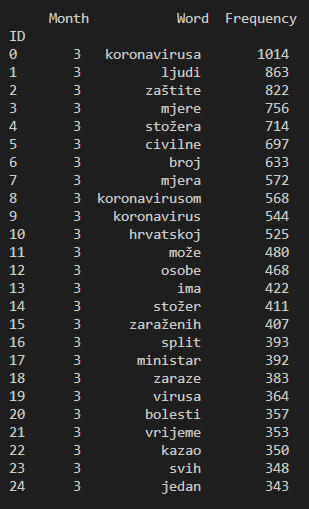 Month Word Frequency
ID
0 3 koronavirusa 1014
1 3 ljudi 863
2 3 zaštite 822
3 3 mjere 756
4 3 stožera 714
5 3 civilne 697
6 3 broj 633
7 3 mjera 572
8 3 koronavirusom 568
9 3 koronavirus 544
10 3 hrvatskoj 525
11 3 može 480
12 3 osobe 468
13 3 ima 422
14 3 stožer 411
15 3 zaraženih 407
16 3 split 393
17 3 ministar 392
18 3 zaraze 383
19 3 virusa 364
20 3 bolesti 357
21 3 vrijeme 353
22 3 kazao 350
23 3 svih 348
24 3 jedan 343